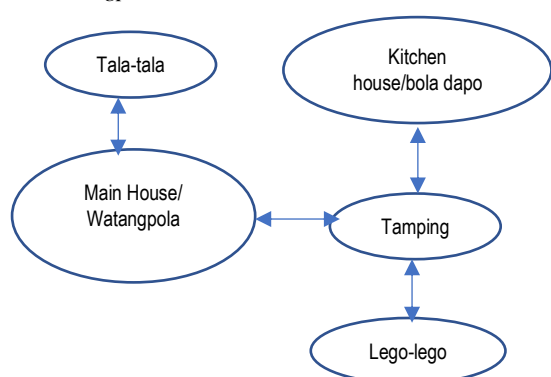 Tala-tala
Kitchen
house/bola dapo
Main House/
Watangpola
Tamping
Lego-lego